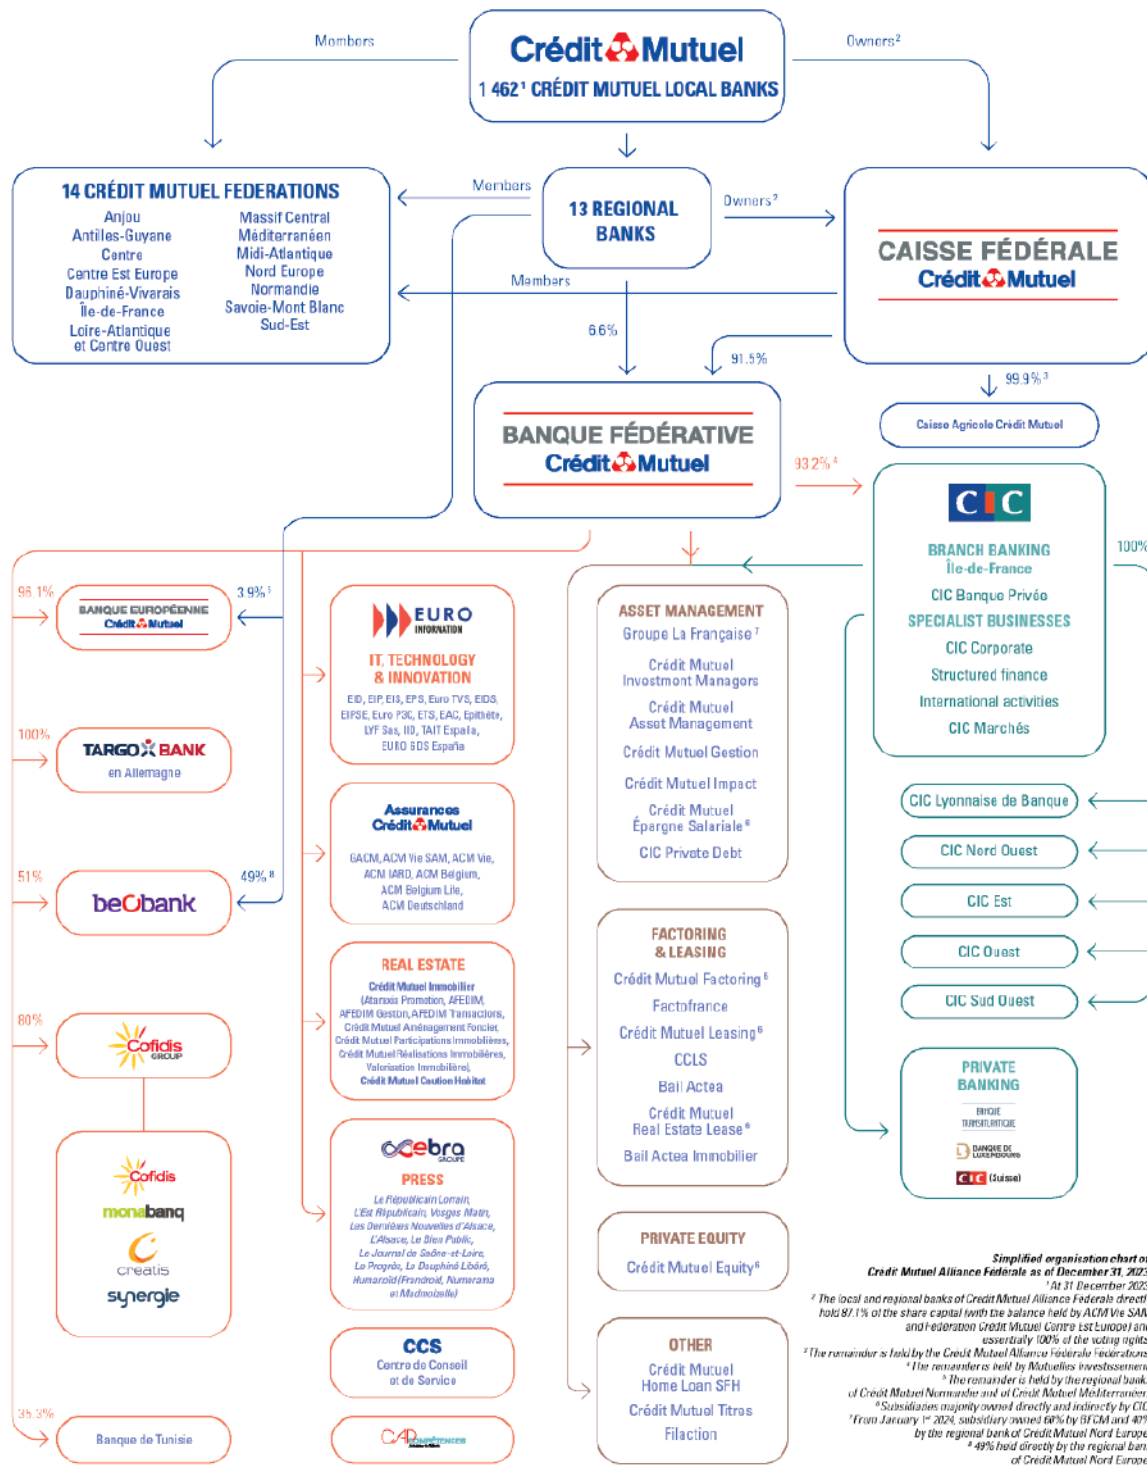 Members
Crédit Mutuel
Owners²
1 462¹ CRÉDIT MUTUEL LOCAL BANKS
14 CRÉDIT MUTUEL FEDERATIONS
Anjou
Antilles-Guyane
Centre
Centre Est Europe
Dauphiné-Vivarais
Île-de-France
Loire-Atlantique
et Centre Ouest
Massif Central
Méditerranéen
Midi-Atlantique
Nord Europe
Normandie
Savoie-Mont Blanc
Sud-Est
Members
13 REGIONAL
BANKS
Owners²
CAISSE FÉDÉRALE
Crédit Mutuel
Members
6.6%
91.5%
99.9% ³
Caisse Agricole Crédit Mutuel
BANQUE FÉDÉRATIVE
Crédit Mutuel
93.2% ⁴
CIC
BRANCH BANKING
Île-de-France
CIC Banque Privée
SPECIALIST BUSINESSES
CIC Corporate
Structured finance
International activities
CIC Marchés
100%
CIC Lyonnaise de Banque
CIC Nord Ouest
CIC Est
CIC Ouest
CIC Sud Ouest
PRIVATE
BANKING
BANQUE
TRANSATLANTIQUE
BANQUE DE
LUXEMBOURG
CIC (Suisse)
96.1%
BANQUE EUROPÉENNE
Crédit Mutuel
3.9% ⁵
100%
TARGO BANK
en Allemagne
51%
beobank
49% ⁸
80%
Cofidis
GROUP
Cofidis
monabanq
creatis
synergie
35.3%
Banque de Tunisie
EURO
INFORMATION
IT, TECHNOLOGY
& INNOVATION
EID, EIP, EIS, EPS, Euro TVS, EIDS,
EIPSE, Euro P3C, ETS, EAC, Epithète,
LYF Sas, IID, TAIT España,
EURO GDS España
Assurances
Crédit Mutuel
GACM, ACM Vie SAM, ACM Vie,
ACM IARD, ACM Belgium,
ACM Belgium Life,
ACM Deutschland
REAL ESTATE
Crédit Mutuel Immobilier
(Ataraxia Promotion, AFEDIM,
AFEDIM Gestion, AFEDIM Transactions,
Crédit Mutuel Aménagement Foncier,
Crédit Mutuel Participations Immobilières,
Crédit Mutuel Réalisations Immobilières,
Valorisation Immobilière),
Crédit Mutuel Caution Habitat
ebra
GROUPE
PRESS
Le Républicain Lorrain,
L'Est Républicain, Vosges Matin,
Les Dernières Nouvelles d'Alsace,
L'Alsace, Le Bien Public,
Le Journal de Saône-et-Loire,
Le Progrès, Le Dauphiné Libéré,
Humanoid (Frandroid, Numerama
et Madmoizelle)
CCS
Centre de Conseil
et de Service
CAP COMPÉTENCES
ASSET MANAGEMENT
Groupe La Française ⁷
Crédit Mutuel
Investment Managers
Crédit Mutuel
Asset Management
Crédit Mutuel Gestion
Crédit Mutuel Impact
Crédit Mutuel
Épargne Salariale ⁶
CIC Private Debt
FACTORING
& LEASING
Crédit Mutuel Factoring ⁶
Factofrance
Crédit Mutuel Leasing ⁶
CCLS
Bail Actea
Crédit Mutuel
Real Estate Lease ⁶
Bail Actea Immobilier
PRIVATE EQUITY
Crédit Mutuel Equity ⁶
OTHER
Crédit Mutuel
Home Loan SFH
Crédit Mutuel Titres
Filaction
Simplified organisation chart of
Crédit Mutuel Alliance Fédérale as of December 31, 2023
¹ At 31 December 2023
² The local and regional banks of Crédit Mutuel Alliance Fédérale directl
hold 87.1% of the share capital (with the balance held by ACM Vie SAM
and Fédération Crédit Mutuel Centre Est Europe) and
essentially 100% of the voting rights
³ The remainder is held by the Crédit Mutuel Alliance Fédérale Fédérations
⁴ The remainder is held by Mutuelles Investissement
⁵ The remainder is held by the regional bank
of Crédit Mutuel Normandie and of Crédit Mutuel Méditerranéen
⁶ Subsidiaries majority owned directly and indirectly by CIC
⁷ From January 1ˢᵗ 2024, subsidiary owned 60% by BFCM and 40%
by the regional bank of Crédit Mutuel Nord Europe
⁸ 49% held directly by the regional bank
of Crédit Mutuel Nord Europe